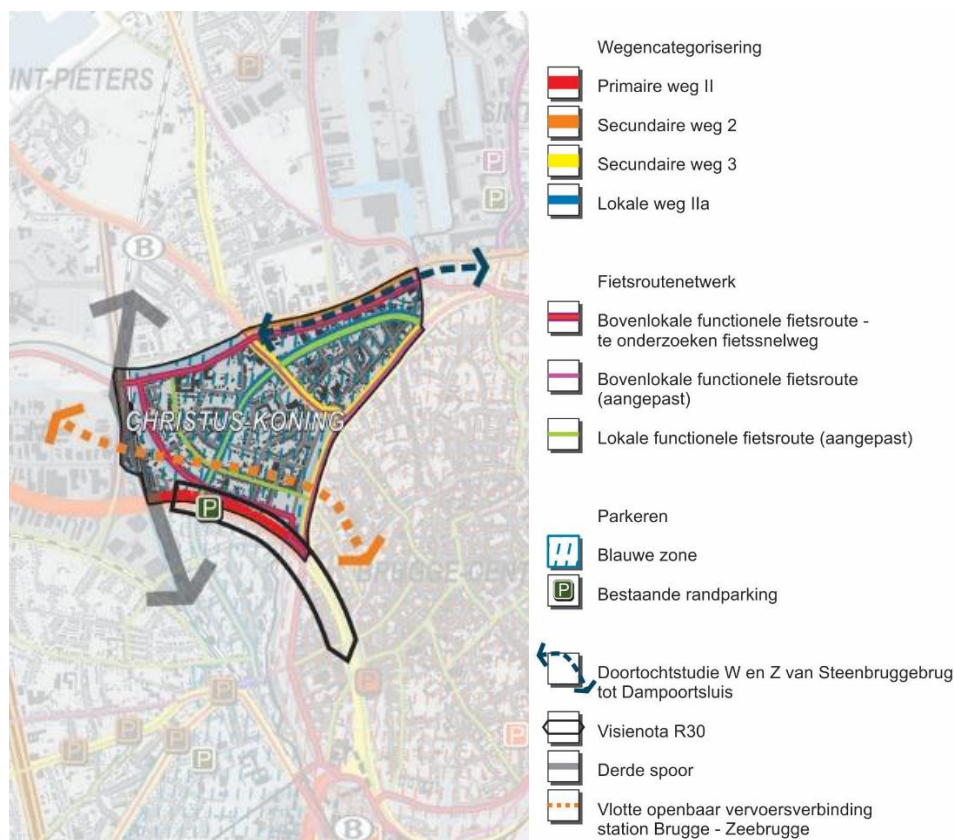 INT-PIETERS
P
SINT
P
P
B
CHRISTUS-KONING
P
BRUGGE CEN
P
P
P
P
P
P
P
B
Wegencategorisering
Primaire weg II
Secundaire weg 2
Secundaire weg 3
Lokale weg IIa
Fietsroutenetwerk
Bovenlokale functionele fietsroute -
te onderzoeken fietssnelweg
Bovenlokale functionele fietsroute
(aangepast)
Lokale functionele fietsroute (aangepast)
Parkeren
Blauwe zone
P
Bestaande randparking
Doortochtstudie W en Z van Steenbruggebrug
tot Dampoortsluis
Visienota R30
Derde spoor
Vlotte openbaar vervoersverbinding
station Brugge - Zeebrugge